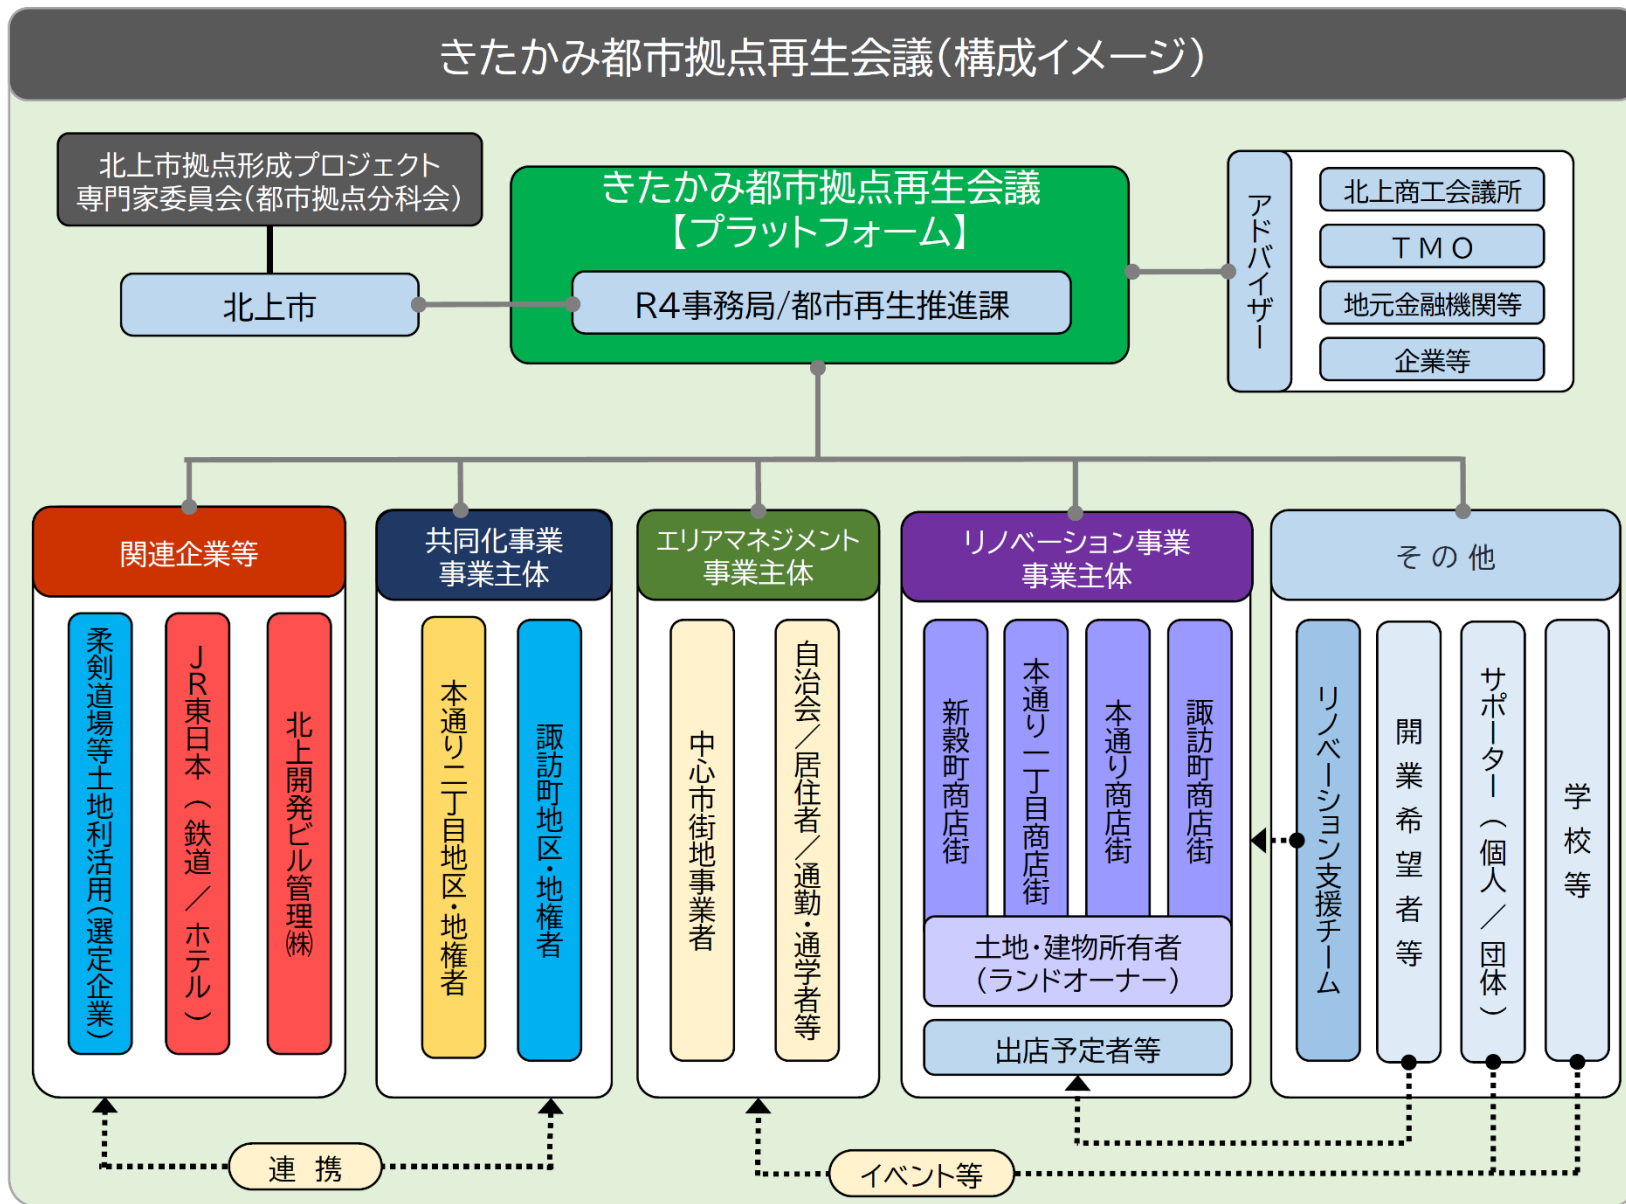 きたかみ都市拠点再生会議(構成イメージ)
北上市拠点形成プロジェクト
専門家委員会(都市拠点分科会)
北上市
きたかみ都市拠点再生会議
【プラットフォーム】
R4事務局/都市再生推進課
アドバイザー
北上商工会議所
TMO
地元金融機関等
企業等
関連企業等
柔剣道場等土地利活用(選定企業)
JR東日本(鉄道/ホテル)
北上開発ビル管理㈱
共同化事業
事業主体
本通り二丁目地区・地権者
諏訪町地区・地権者
エリアマネジメント
事業主体
中心市街地事業者
自治会/居住者/通勤・通学者等
リノベーション事業
事業主体
新穀町商店街
本通り一丁目商店街
本通り商店街
諏訪町商店街
土地・建物所有者
(ランドオーナー)
出店予定者等
その他
リノベーション支援チーム
開業希望者等
サポーター(個人/団体)
学校等
連携
イベント等